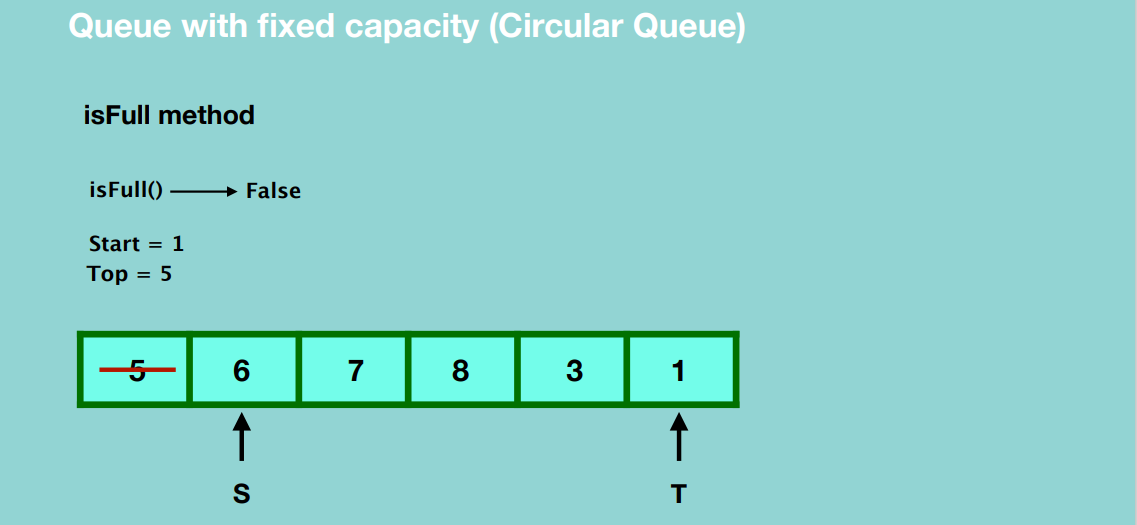 Queue with fixed capacity (Circular Queue)
isFull method
isFull() False
Start = 1
Top = 5
5 6 7 8 3 1
S T